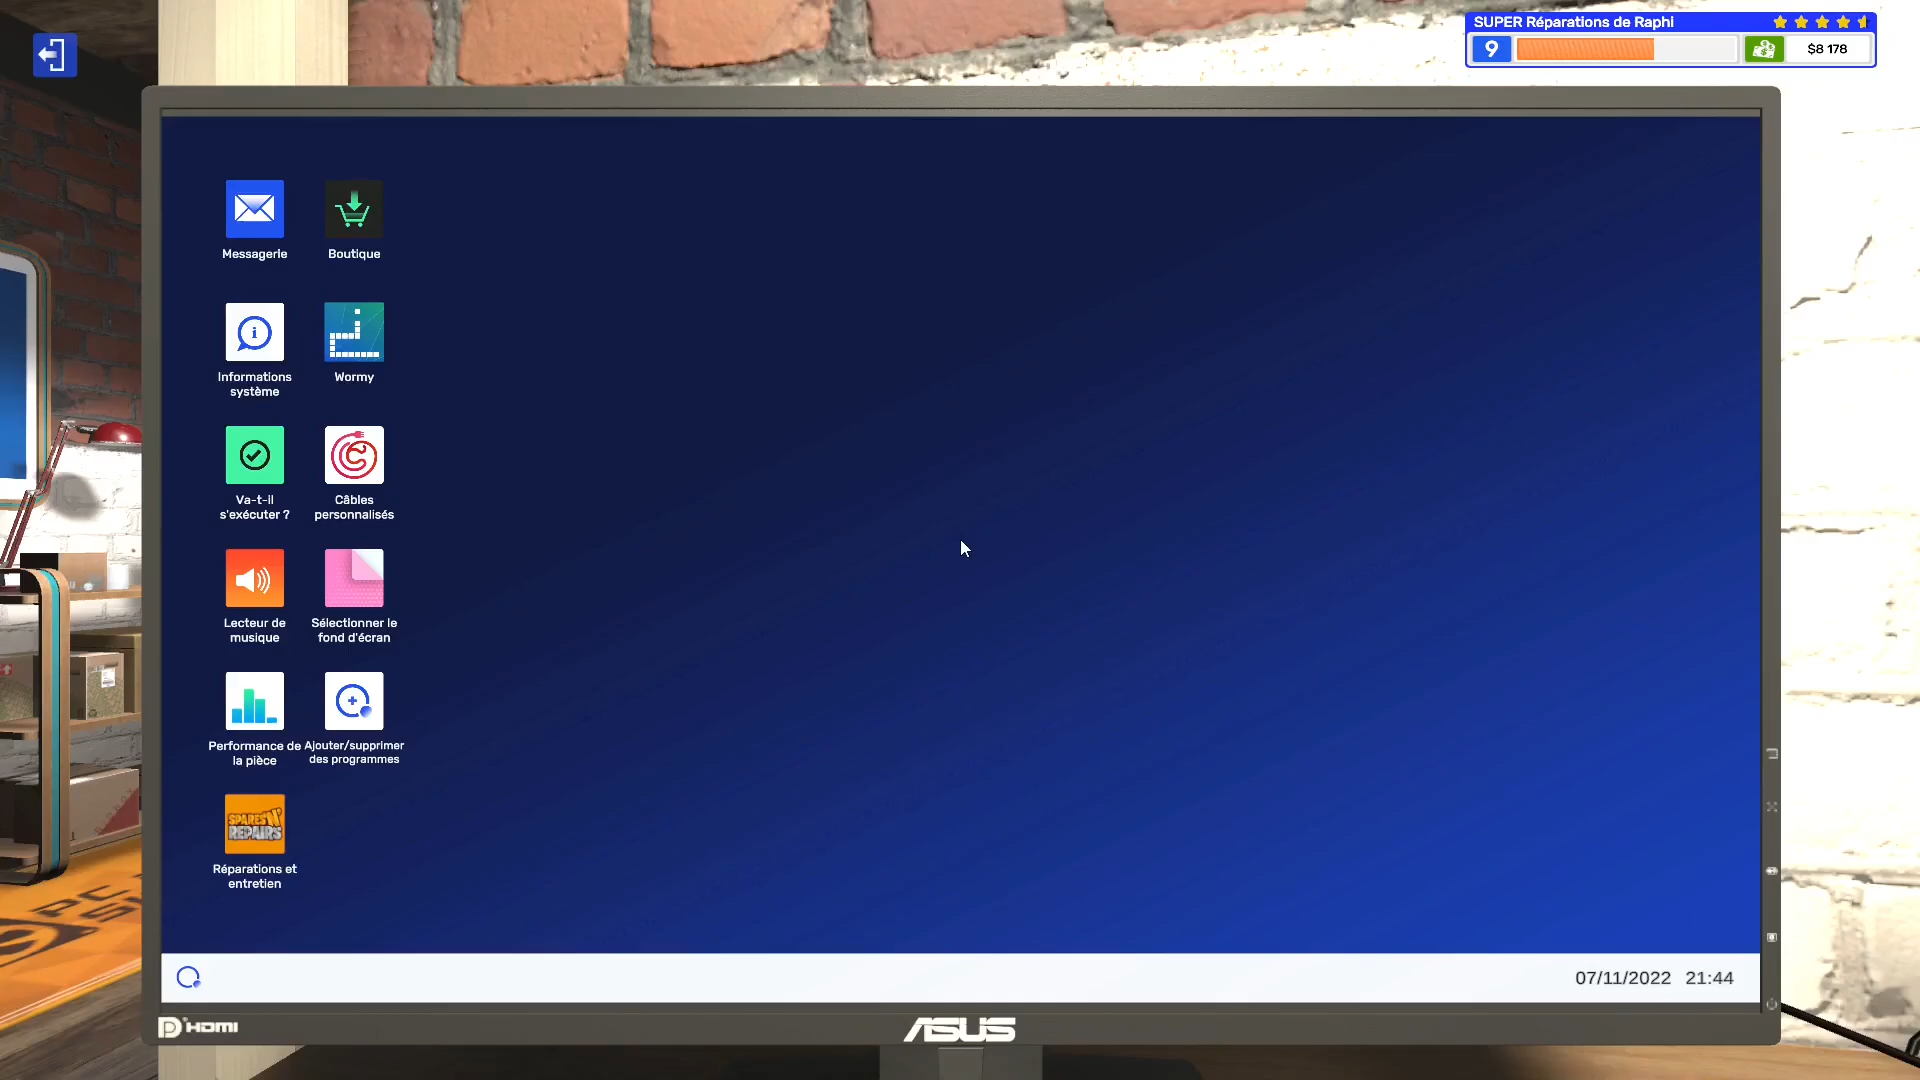 SUPER Réparations de Raphi
9
$8 178
Messagerie
Boutique
Informations
système
Wormy
Va-t-il
s'exécuter ?
Câbles
personnalisés
Lecteur de
musique
Sélectionner le
fond d'écran
Performance de
la pièce
Ajouter/supprimer
des programmes
SPARES N'
REPAIRS
Réparations et
entretien
07/11/2022 21:44
HDMI
ASUS